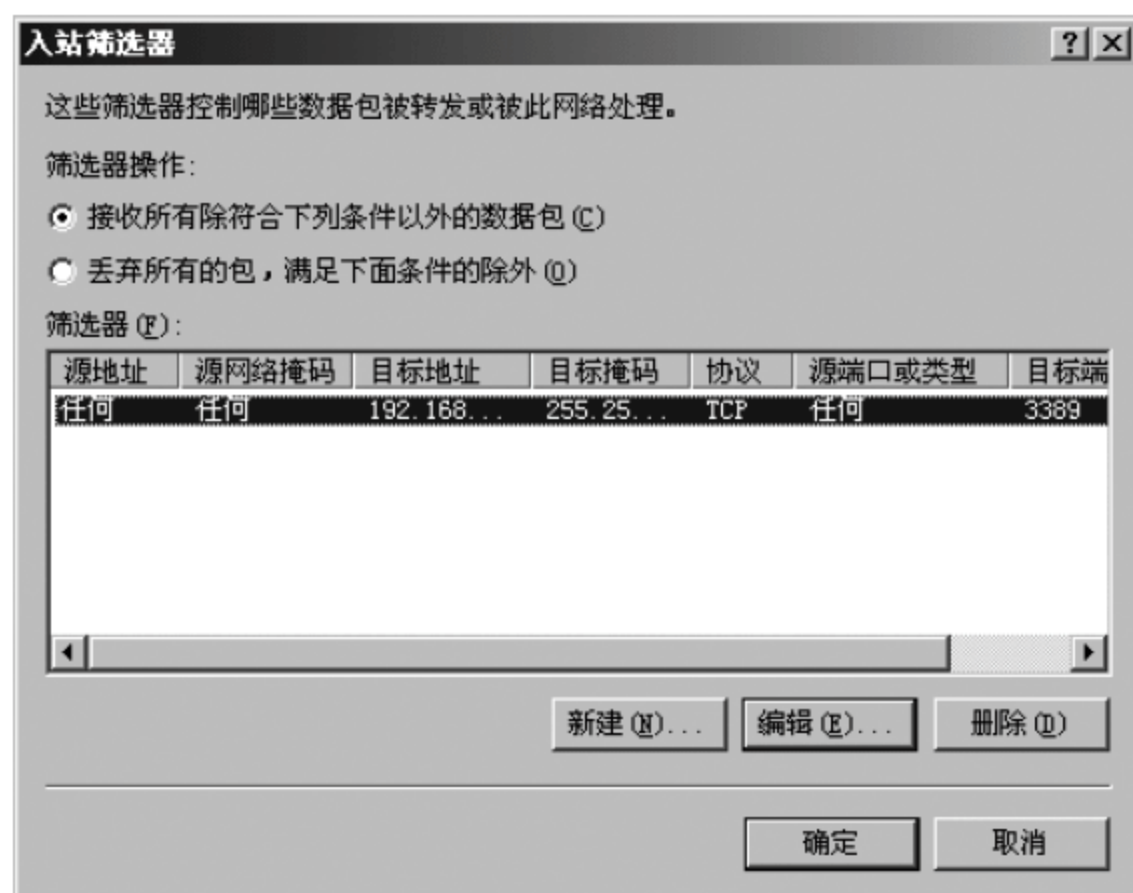 入站筛选器
这些筛选器控制哪些数据包被转发或被此网络处理。
筛选器操作:
接收所有除符合下列条件以外的数据包(C)
丢弃所有的包，满足下面条件的除外(O)
筛选器(F):
源地址 源网络掩码 目标地址 目标掩码 协议 源端口或类型 目标端
任何 任何 192.168... 255.25... TCP 任何 3389
新建(N)... 编辑(E)... 删除(D)
确定 取消